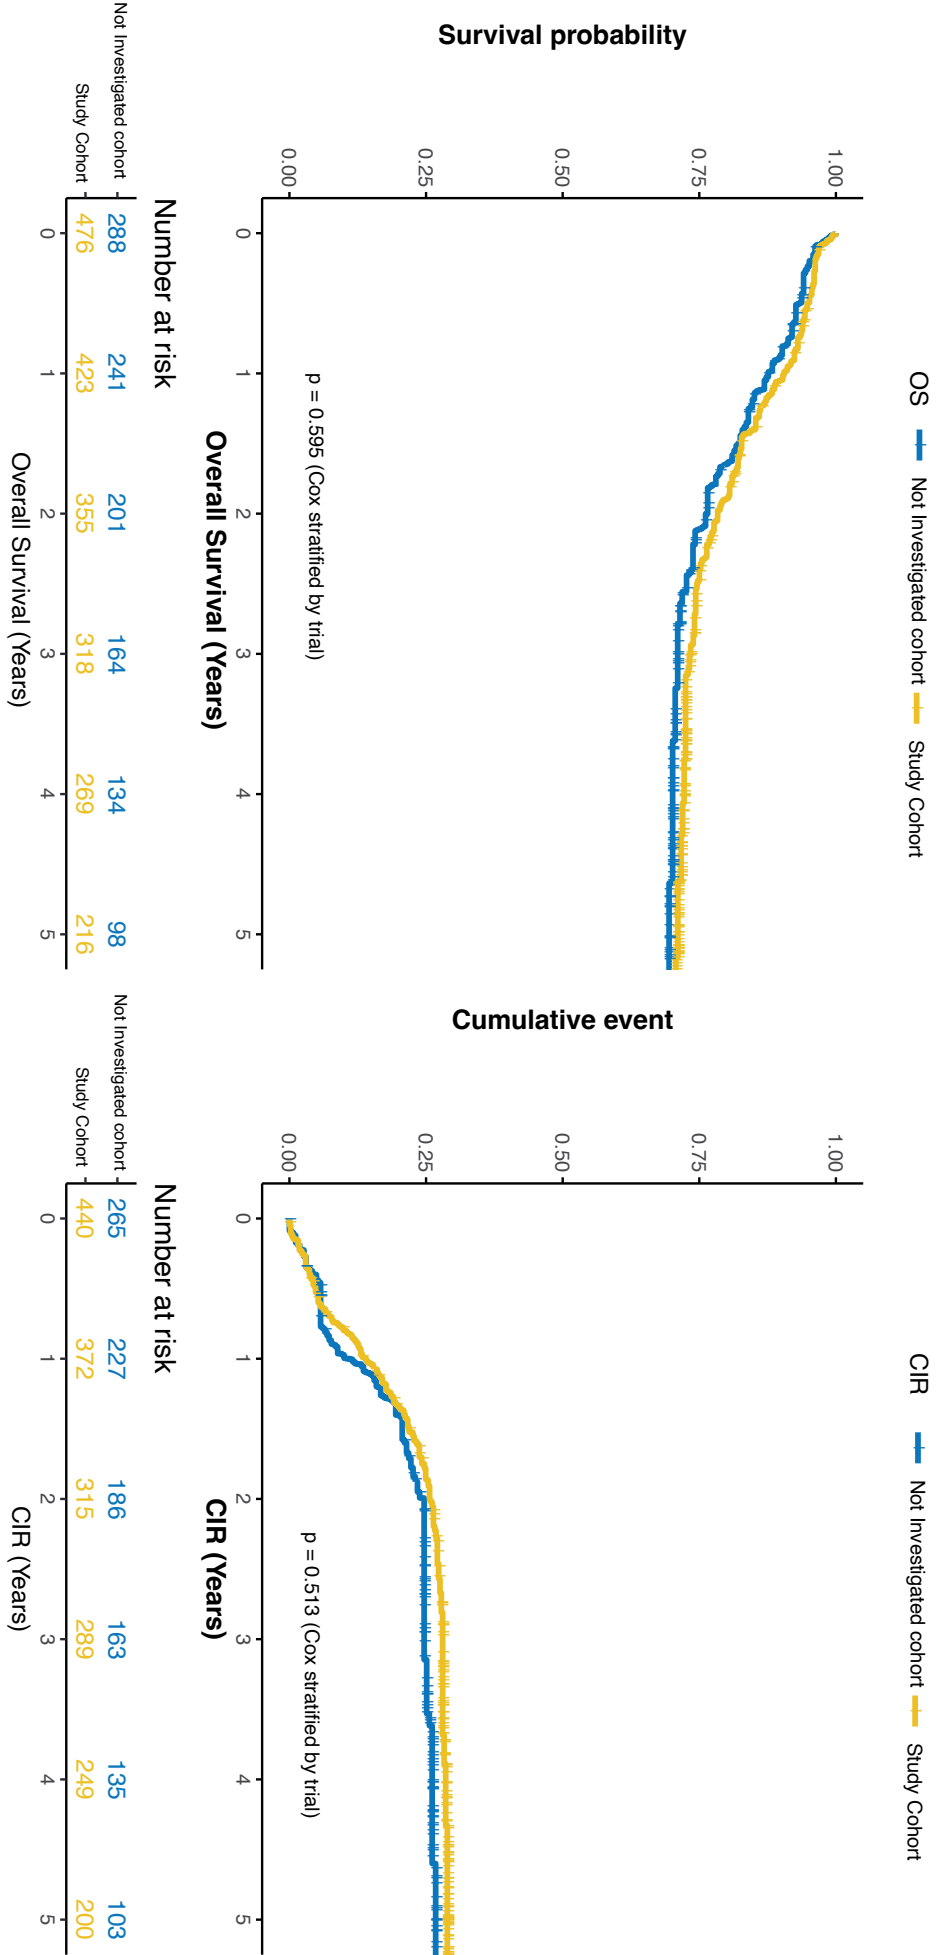 OS Not Investigated cohort Study Cohort
Survival probability
1.00
0.75
0.50
0.25
0.00
p = 0.595 (Cox stratified by trial)
0 1 2 3 4 5
Overall Survival (Years)
Number at risk
Not Investigated cohort 288 241 201 164 134 98
Study Cohort 476 423 355 318 269 216
0 1 2 3 4 5
Overall Survival (Years)
CIR Not Investigated cohort Study Cohort
Cumulative event
1.00
0.75
0.50
0.25
0.00
p = 0.513 (Cox stratified by trial)
0 1 2 3 4 5
CIR (Years)
Number at risk
Not Investigated cohort 265 227 186 163 135 103
Study Cohort 440 372 315 289 249 200
0 1 2 3 4 5
CIR (Years)